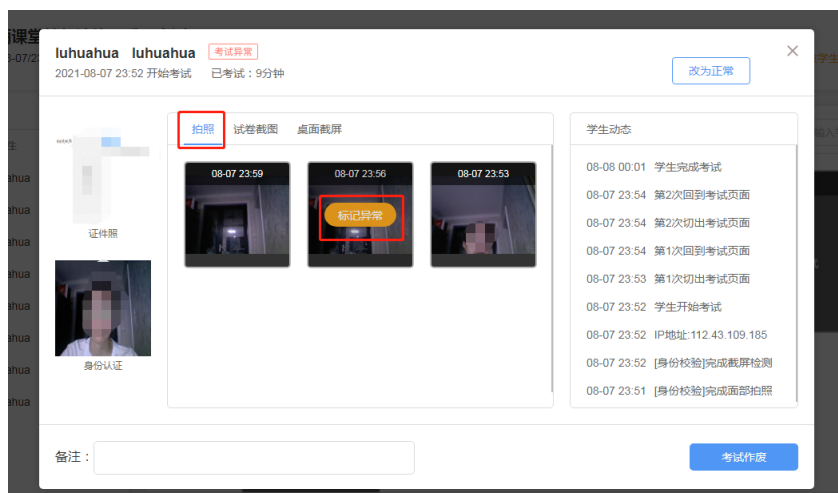 luhuahua luhuahua 考试异常
2021-08-07 23:52 开始考试 已考试：9分钟
改为正常
证件照
身份认证
拍照 试卷截图 桌面截屏
08-07 23:59
08-07 23:56
标记异常
08-07 23:53
学生动态
08-08 00:01 学生完成考试
08-07 23:54 第2次回到考试页面
08-07 23:54 第2次切出考试页面
08-07 23:54 第1次回到考试页面
08-07 23:53 第1次切出考试页面
08-07 23:52 学生开始考试
08-07 23:52 IP地址:112.43.109.185
08-07 23:52 [身份校验]完成截屏检测
08-07 23:51 [身份校验]完成面部拍照
备注：
考试作废